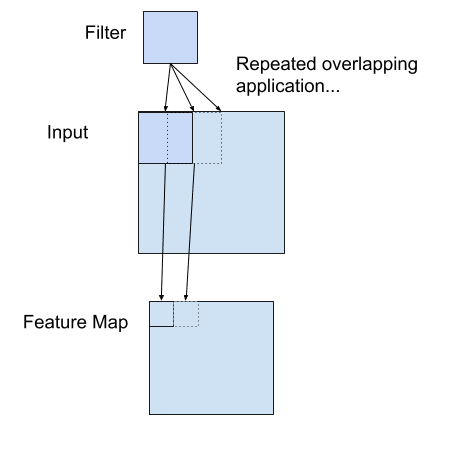 Filter
Repeated overlapping
application...
Input
Feature Map